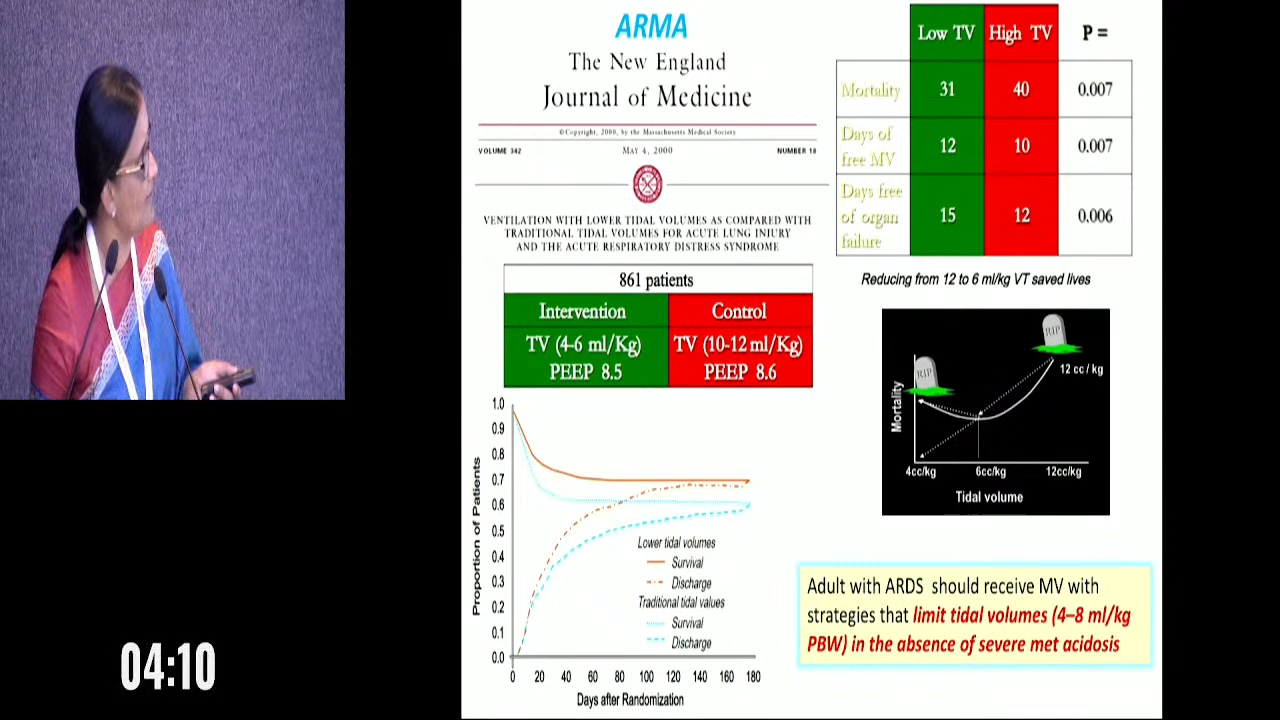 ARMA
The New England
Journal of Medicine
©Copyright, 2000, by the Massachusetts Medical Society
VOLUME 342 MAY 4, 2000 NUMBER 18
VENTILATION WITH LOWER TIDAL VOLUMES AS COMPARED WITH
TRADITIONAL TIDAL VOLUMES FOR ACUTE LUNG INJURY
AND THE ACUTE RESPIRATORY DISTRESS SYNDROME
861 patients
Intervention Control
TV (4-6 ml/Kg) TV (10-12 ml/Kg)
PEEP 8.5 PEEP 8.6
Proportion of Patients
1.0
0.9
0.8
0.7
0.6
0.5
0.4
0.3
0.2
0.1
0.0
0 20 40 60 80 100 120 140 160 180
Days after Randomization
Lower tidal volumes
Survival
Discharge
Traditional tidal values
Survival
Discharge
Low TV High TV P =
Mortality 31 40 0.007
Days of
free MV 12 10 0.007
Days free
of organ
failure 15 12 0.006
Reducing from 12 to 6 ml/kg VT saved lives
RIP
RIP
12 cc / kg
Mortality
4cc/kg 6cc/kg 12cc/kg
Tidal volume
Adult with ARDS should receive MV with
strategies that limit tidal volumes (4–8 ml/kg
PBW) in the absence of severe met acidosis
04:10